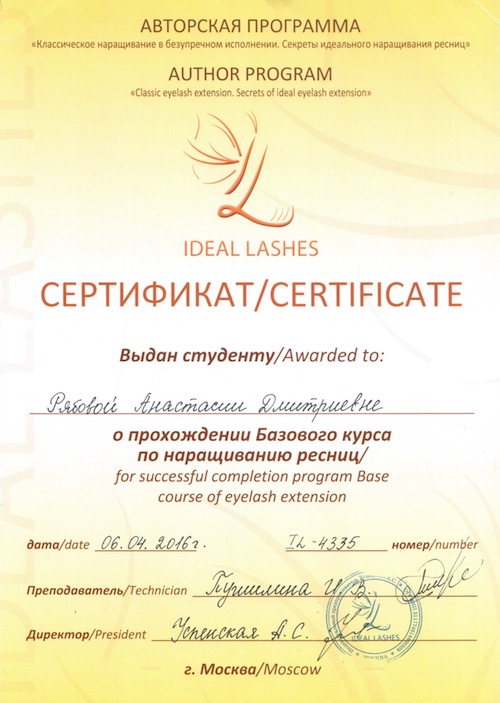 АВТОРСКАЯ ПРОГРАММА
«Классическое наращивание в безупречном исполнении. Секреты идеального наращивания ресниц»
AUTHOR PROGRAM
«Classic eyelash extension. Secrets of ideal eyelash extension»
IDEAL LASHES
СЕРТИФИКАТ/CERTIFICATE
Выдан студенту/Awarded to:
Рябовой Анастасии Дмитриевне
о прохождении Базового курса
по наращиванию ресниц/
for successful completion program Base
course of eyelash extension
дата/date 06.04.2016г. IL-4335 номер/number
Преподаватель/Technician
Директор/President Успенская А.С.
IDEAL LASHES
МОСКВА
г. Москва/Moscow